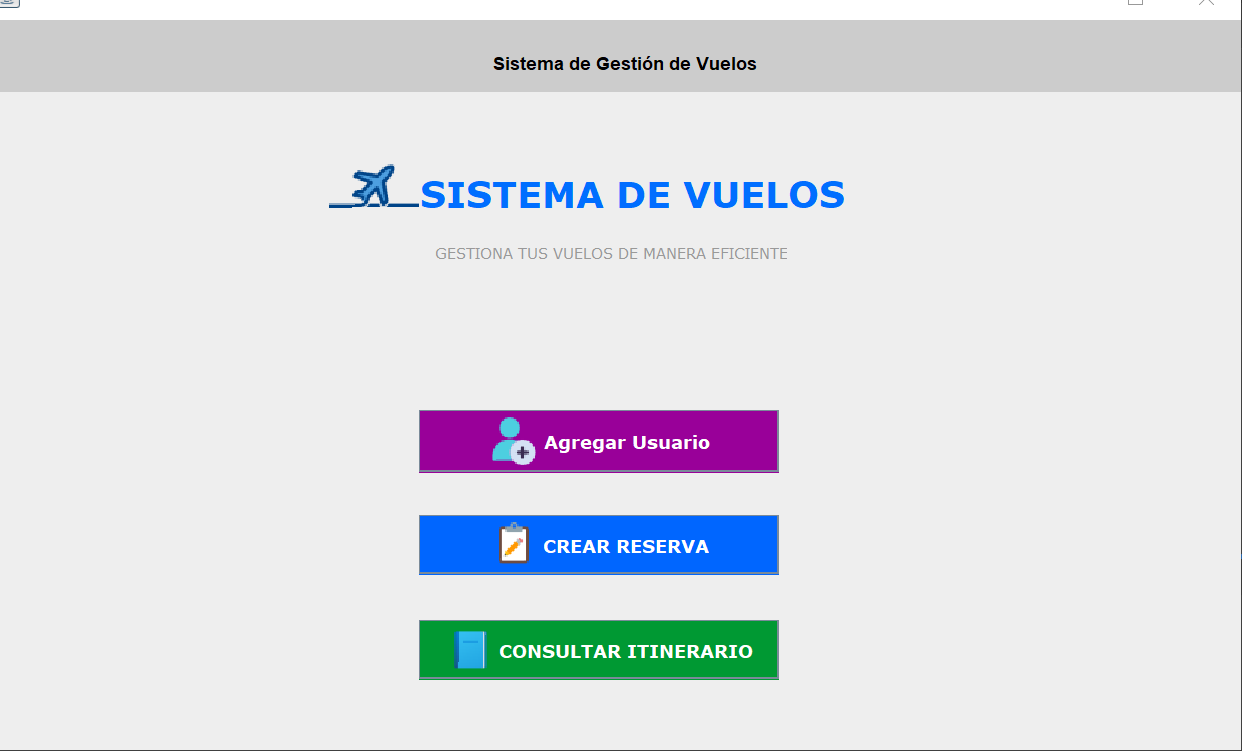 Sistema de Gestión de Vuelos
SISTEMA DE VUELOS
GESTIONA TUS VUELOS DE MANERA EFICIENTE
Agregar Usuario
CREAR RESERVA
CONSULTAR ITINERARIO